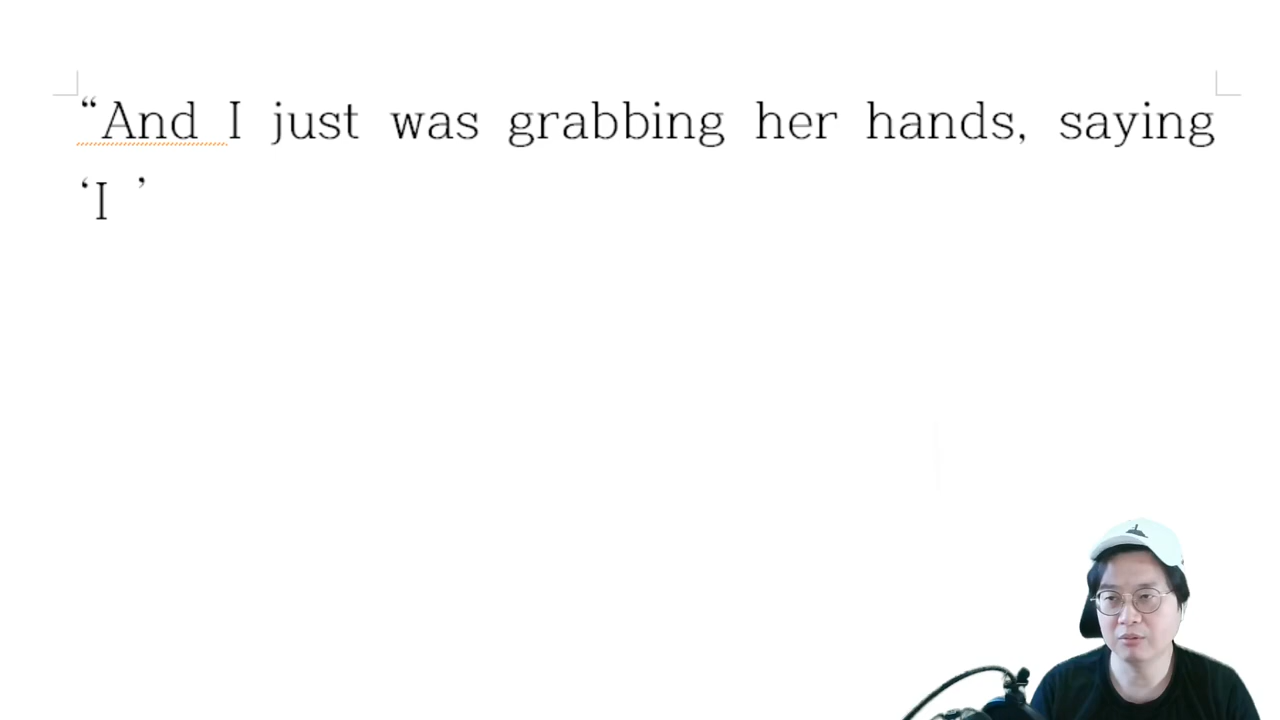 “And I just was grabbing her hands, saying
‘I ’